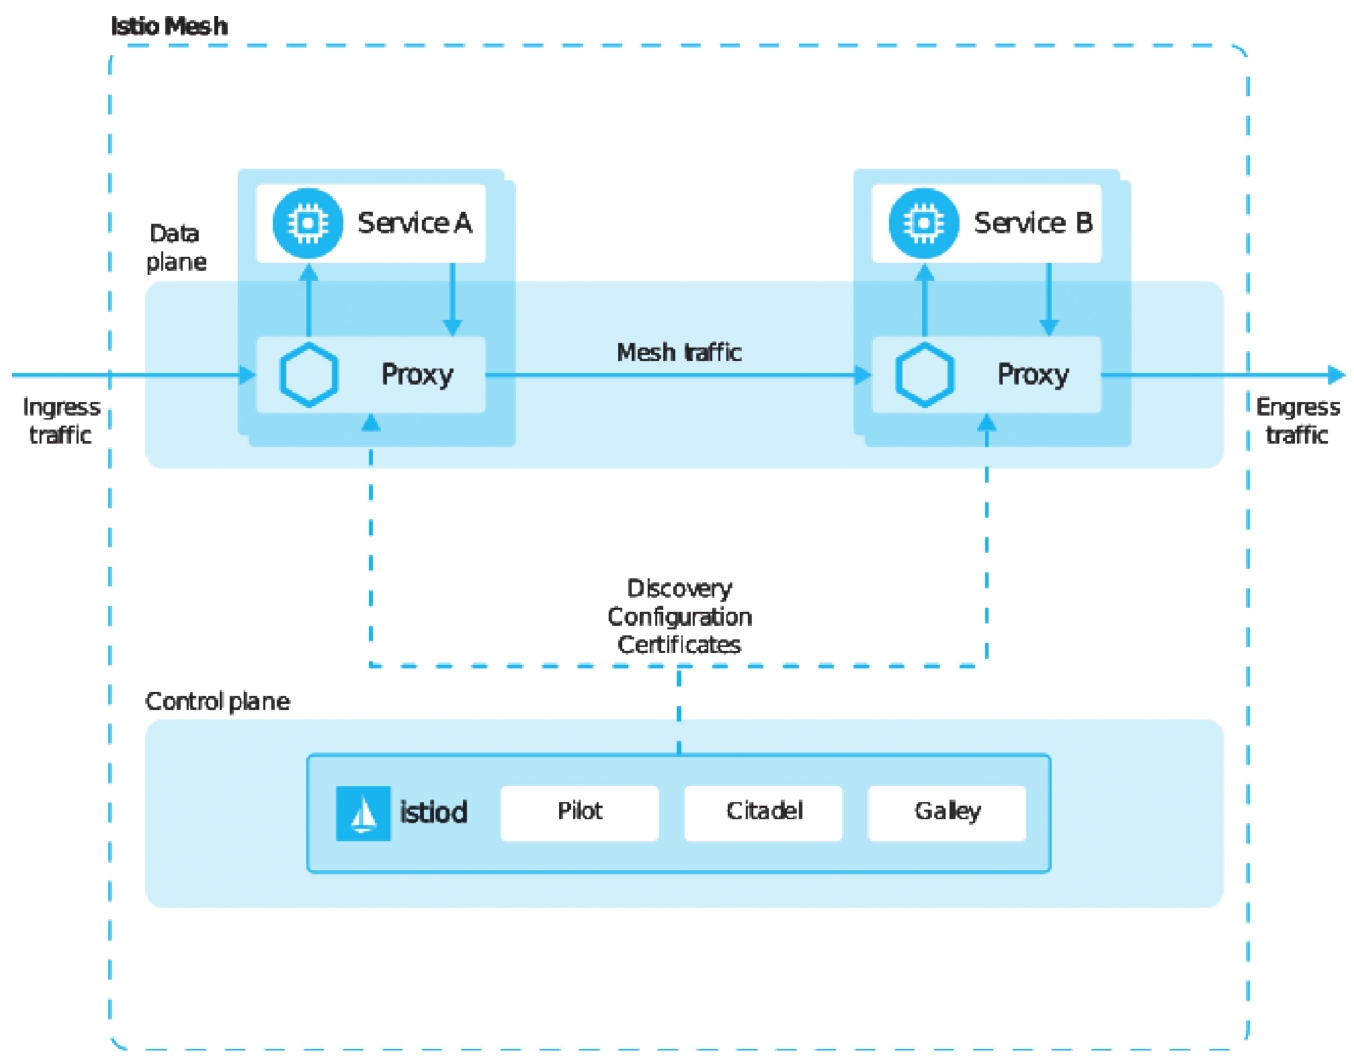 Istio Mesh
Service A
Service B
Data
plane
Mesh traffic
Proxy
Proxy
Ingress
traffic
Engress
traffic
Discovery
Configuration
Certificates
Control plane
istiod
Pilot
Citadel
Galley